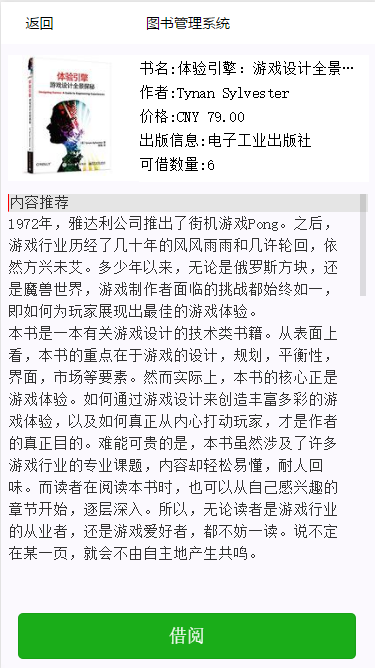 返回
图书管理系统
体验引擎
游戏设计全景探秘
书名:体验引擎：游戏设计全景…
作者:Tynan Sylvester
价格:CNY 79.00
出版信息:电子工业出版社
可借数量:6
内容推荐
1972年，雅达利公司推出了街机游戏Pong。之后，
游戏行业历经了几十年的风风雨雨和几许轮回，依
然方兴未艾。多少年以来，无论是俄罗斯方块，还
是魔兽世界，游戏制作者面临的挑战都始终如一，
即如何为玩家展现出最佳的游戏体验。
本书是一本有关游戏设计的技术类书籍。从表面上
看，本书的重点在于游戏的设计，规划，平衡性，
界面，市场等要素。然而实际上，本书的核心正是
游戏体验。如何通过游戏设计来创造丰富多彩的游
戏体验，以及如何真正从内心打动玩家，才是作者
的真正目的。难能可贵的是，本书虽然涉及了许多
游戏行业的专业课题，内容却轻松易懂，耐人回
味。而读者在阅读本书时，也可以从自己感兴趣的
章节开始，逐层深入。所以，无论读者是游戏行业
的从业者，还是游戏爱好者，都不妨一读。说不定
在某一页，就会不由自主地产生共鸣。
借阅